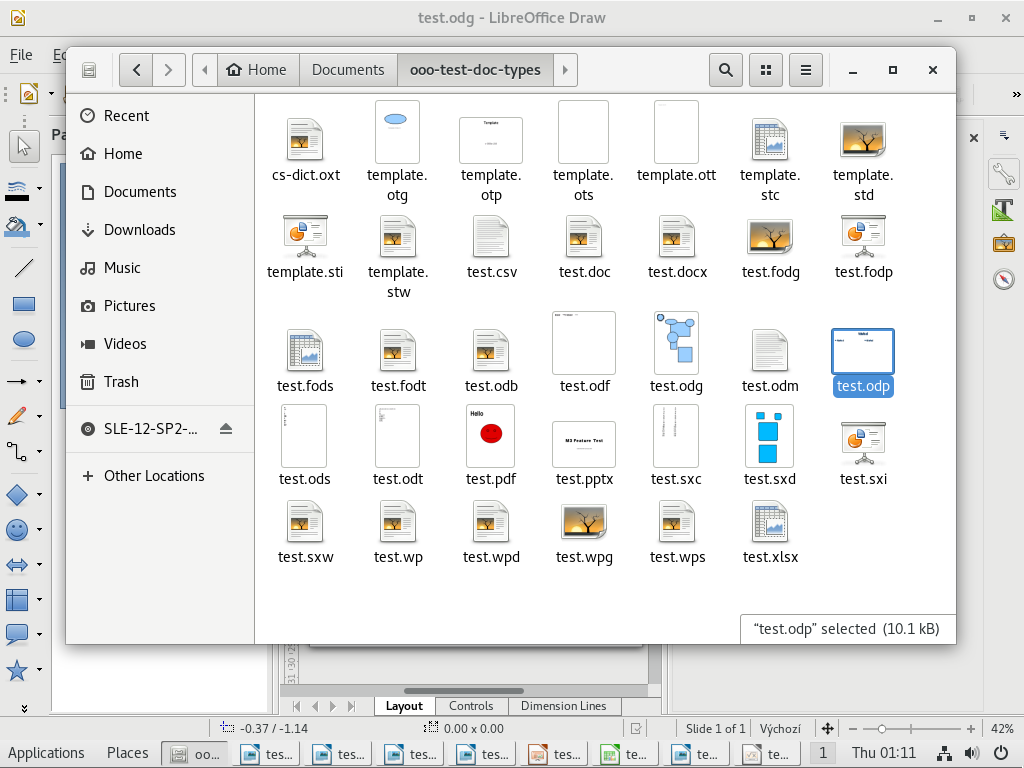 test.odg - LibreOffice Draw
File
Home
Documents
ooo-test-doc-types
Recent
Home
Documents
Downloads
Music
Pictures
Videos
Trash
SLE-12-SP2-...
Other Locations
cs-dict.oxt
template.
otg
template.
otp
template.
ots
template.ott
template.
stc
template.
std
template.sti
template.
stw
test.csv
test.doc
test.docx
test.fodg
test.fodp
test.fods
test.fodt
test.odb
test.odf
test.odg
test.odm
test.odp
test.ods
test.odt
Hello
test.pdf
M3 Feature Test
test.pptx
test.sxc
test.sxd
test.sxi
test.sxw
test.wp
test.wpd
test.wpg
test.wps
test.xlsx
“test.odp” selected (10.1 kB)
Layout
Controls
Dimension Lines
-0.37 / -1.14
0.00 x 0.00
Slide 1 of 1
Výchozí
42%
Applications
Places
oo...
tes...
tes...
tes...
tes...
tes...
tes...
te...
te...
1
Thu 01:11